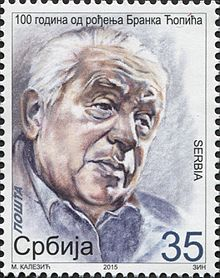 100 година од рођења Бранка Ћопића
SERBIA
ПОШТА
Србија 35
М. КАЛЕЗИЋ 2015 ЗИН